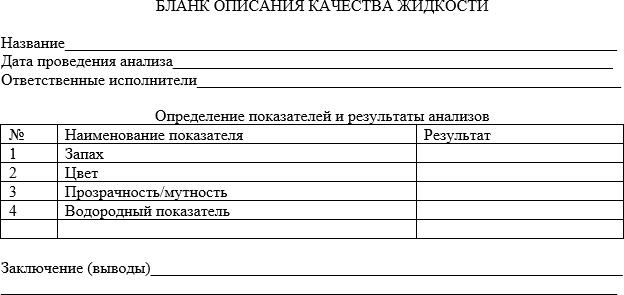 БЛАНК ОПИСАНИЯ КАЧЕСТВА ЖИДКОСТИ
Название
Дата проведения анализа
Ответственные исполнители
Определение показателей и результаты анализов
№ Наименование показателя Результат
1 Запах
2 Цвет
3 Прозрачность/мутность
4 Водородный показатель
Заключение (выводы)